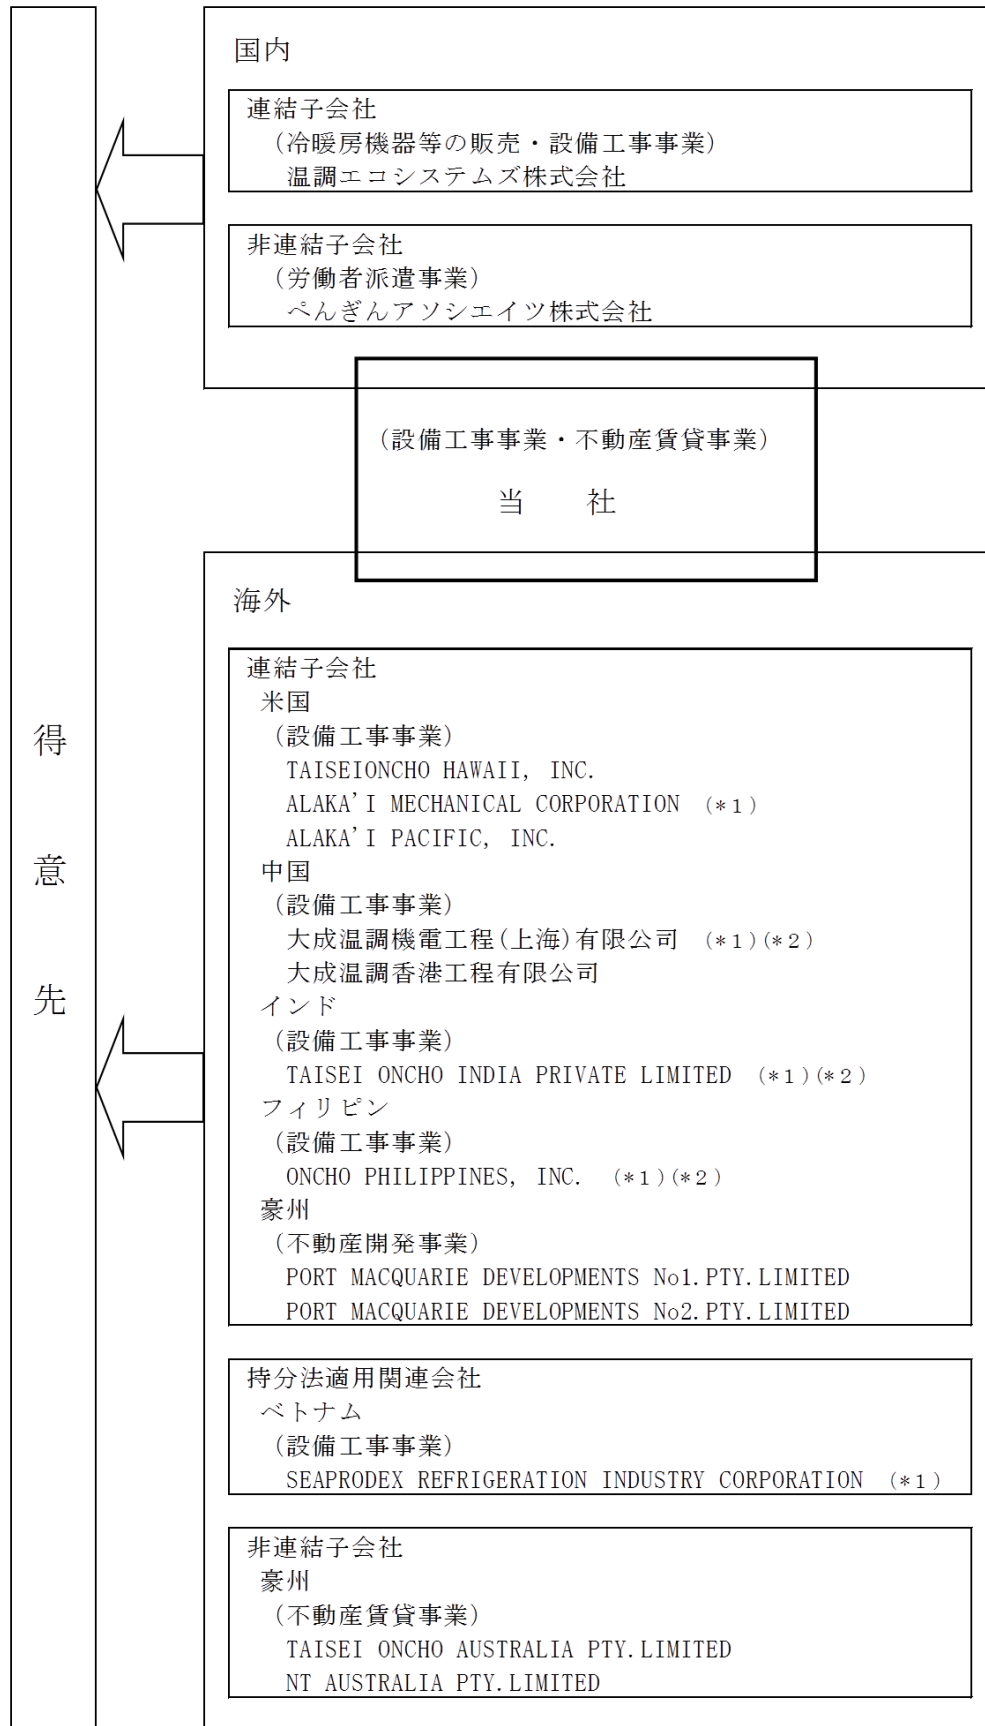 国内
連結子会社
(冷暖房機器等の販売・設備工事事業)
温調エコシステムズ株式会社
非連結子会社
(労働者派遣事業)
ぺんぎんアソシエイツ株式会社
(設備工事事業・不動産賃貸事業)
当 社
海外
連結子会社
米国
(設備工事事業)
TAISEIONCHO HAWAII, INC.
ALAKA'I MECHANICAL CORPORATION (*1)
ALAKA'I PACIFIC, INC.
中国
(設備工事事業)
大成温調機電工程(上海)有限公司 (*1)(*2)
大成温調香港工程有限公司
インド
(設備工事事業)
TAISEI ONCHO INDIA PRIVATE LIMITED (*1)(*2)
フィリピン
(設備工事事業)
ONCHO PHILIPPINES, INC. (*1)(*2)
豪州
(不動産開発事業)
PORT MACQUARIE DEVELOPMENTS No1.PTY.LIMITED
PORT MACQUARIE DEVELOPMENTS No2.PTY.LIMITED
持分法適用関連会社
ベトナム
(設備工事事業)
SEAPRODEX REFRIGERATION INDUSTRY CORPORATION (*1)
非連結子会社
豪州
(不動産賃貸事業)
TAISEI ONCHO AUSTRALIA PTY.LIMITED
NT AUSTRALIA PTY.LIMITED
得意先